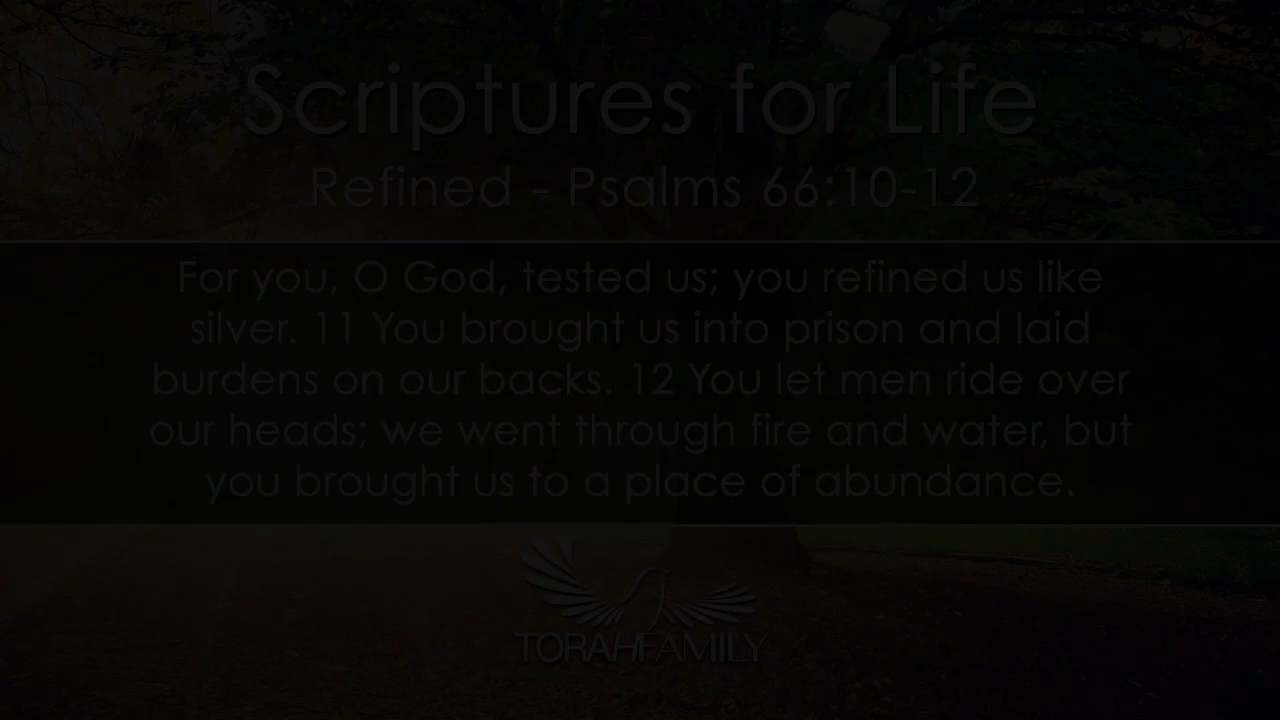 Scriptures for Life
Refined - Psalms 66:10-12
For you, O God, tested us; you refined us like
silver. 11 You brought us into prison and laid
burdens on our backs. 12 You let men ride over
our heads; we went through fire and water, but
you brought us to a place of abundance.
TORAHFAMILY